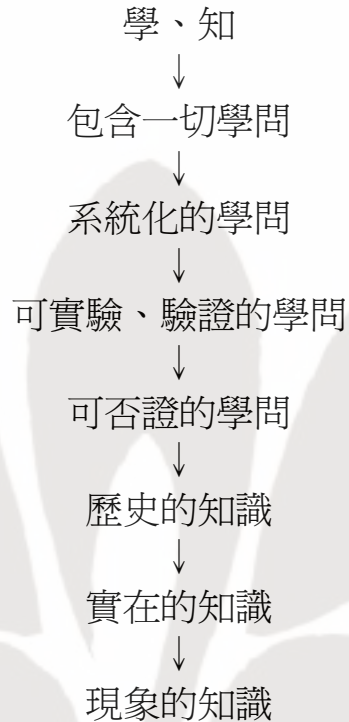 學、知
↓
包含一切學問
↓
系統化的學問
↓
可實驗、驗證的學問
↓
可否證的學問
↓
歷史的知識
↓
實在的知識
↓
現象的知識